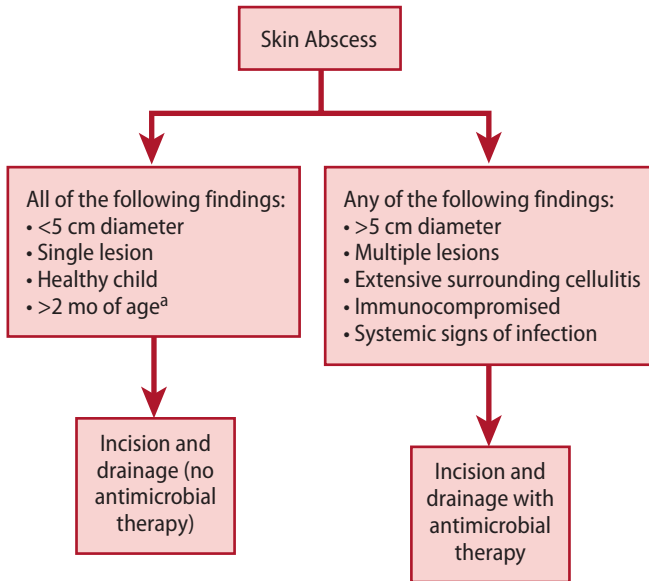 Skin Abscess
All of the following findings:
• <5 cm diameter
• Single lesion
• Healthy child
• >2 mo of ageᵃ
Any of the following findings:
• >5 cm diameter
• Multiple lesions
• Extensive surrounding cellulitis
• Immunocompromised
• Systemic signs of infection
Incision and
drainage (no
antimicrobial
therapy)
Incision and
drainage with
antimicrobial
therapy